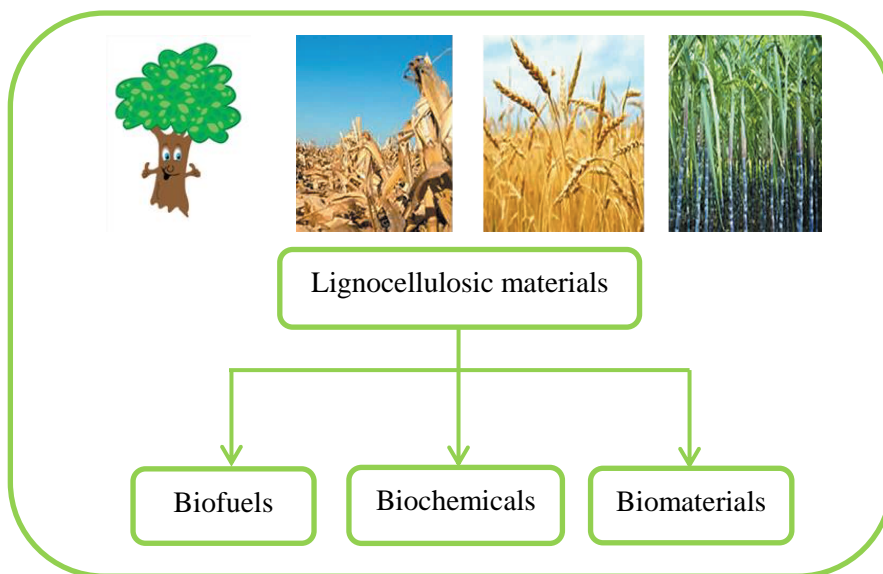 Lignocellulosic materials
Biofuels
Biochemicals
Biomaterials